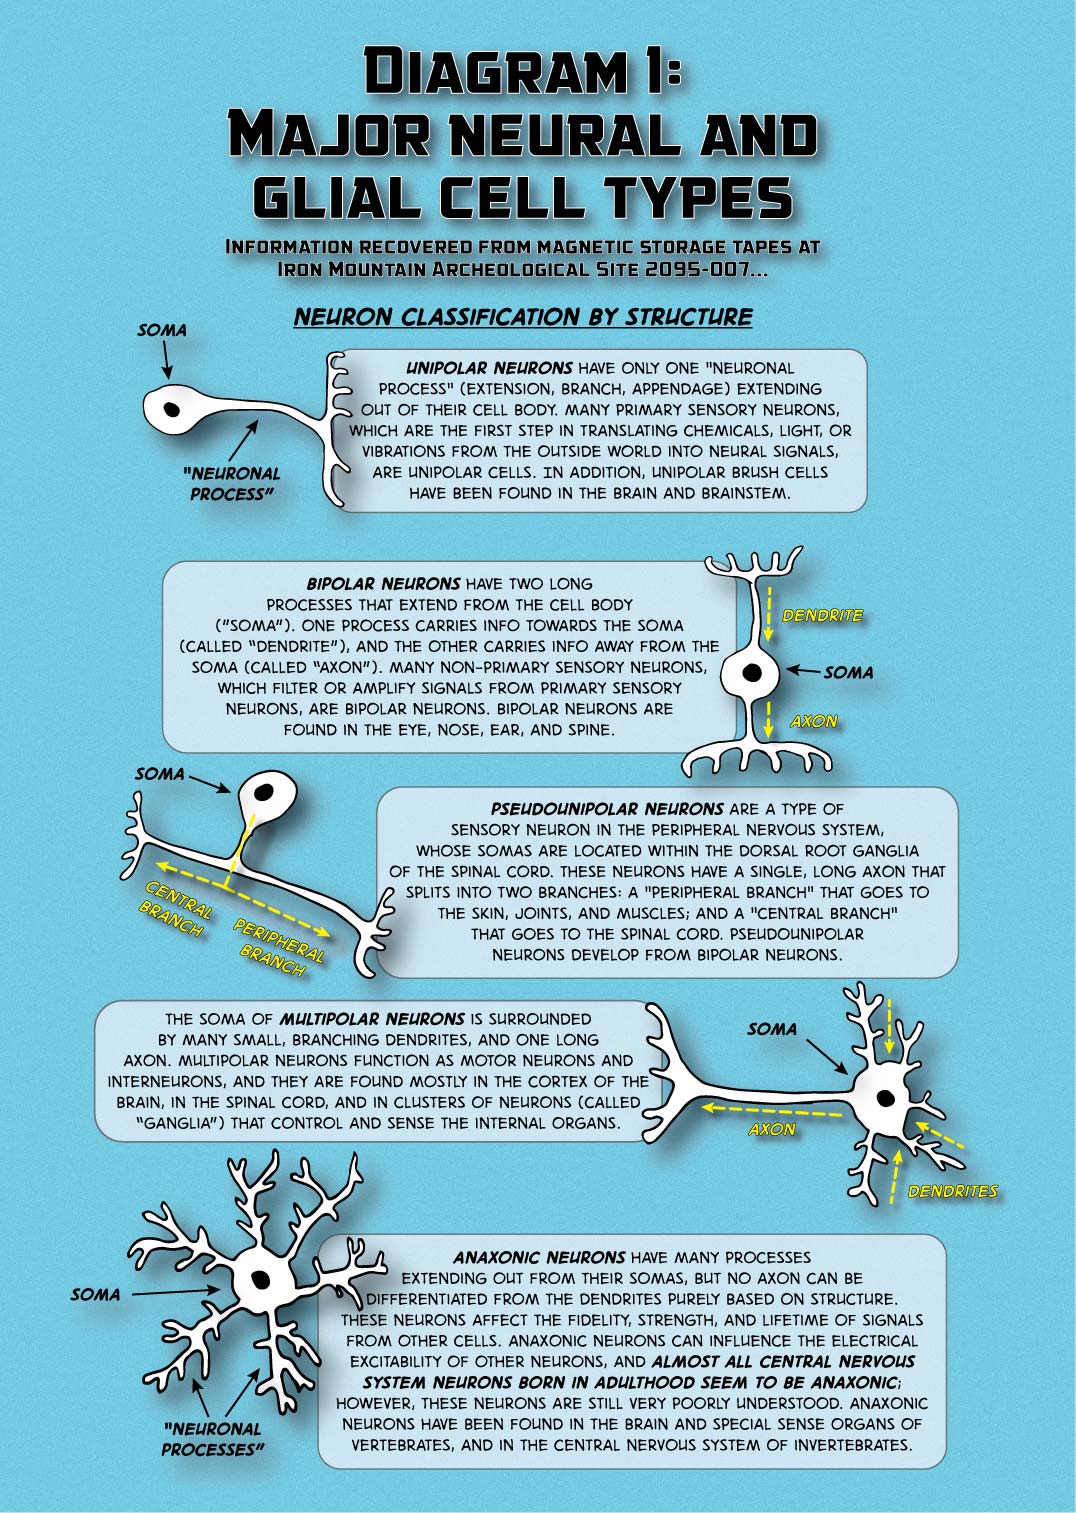 DIAGRAM 1:
MAJOR NEURAL AND
GLIAL CELL TYPES
INFORMATION RECOVERED FROM MAGNETIC STORAGE TAPES AT
IRON MOUNTAIN ARCHEOLOGICAL SITE 2095-007...
NEURON CLASSIFICATION BY STRUCTURE
SOMA
"NEURONAL
PROCESS"
UNIPOLAR NEURONS HAVE ONLY ONE "NEURONAL
PROCESS" (EXTENSION, BRANCH, APPENDAGE) EXTENDING
OUT OF THEIR CELL BODY. MANY PRIMARY SENSORY NEURONS,
WHICH ARE THE FIRST STEP IN TRANSLATING CHEMICALS, LIGHT, OR
VIBRATIONS FROM THE OUTSIDE WORLD INTO NEURAL SIGNALS,
ARE UNIPOLAR CELLS. IN ADDITION, UNIPOLAR BRUSH CELLS
HAVE BEEN FOUND IN THE BRAIN AND BRAINSTEM.
BIPOLAR NEURONS HAVE TWO LONG
PROCESSES THAT EXTEND FROM THE CELL BODY
("SOMA"). ONE PROCESS CARRIES INFO TOWARDS THE SOMA
(CALLED "DENDRITE"), AND THE OTHER CARRIES INFO AWAY FROM THE
SOMA (CALLED "AXON"). MANY NON-PRIMARY SENSORY NEURONS,
WHICH FILTER OR AMPLIFY SIGNALS FROM PRIMARY SENSORY
NEURONS, ARE BIPOLAR NEURONS. BIPOLAR NEURONS ARE
FOUND IN THE EYE, NOSE, EAR, AND SPINE.
DENDRITE
SOMA
AXON
SOMA
CENTRAL
BRANCH
PERIPHERAL
BRANCH
PSEUDOUNIPOLAR NEURONS ARE A TYPE OF
SENSORY NEURON IN THE PERIPHERAL NERVOUS SYSTEM,
WHOSE SOMAS ARE LOCATED WITHIN THE DORSAL ROOT GANGLIA
OF THE SPINAL CORD. THESE NEURONS HAVE A SINGLE, LONG AXON THAT
SPLITS INTO TWO BRANCHES: A "PERIPHERAL BRANCH" THAT GOES TO
THE SKIN, JOINTS, AND MUSCLES; AND A "CENTRAL BRANCH"
THAT GOES TO THE SPINAL CORD. PSEUDOUNIPOLAR
NEURONS DEVELOP FROM BIPOLAR NEURONS.
THE SOMA OF MULTIPOLAR NEURONS IS SURROUNDED
BY MANY SMALL, BRANCHING DENDRITES, AND ONE LONG
AXON. MULTIPOLAR NEURONS FUNCTION AS MOTOR NEURONS AND
INTERNEURONS, AND THEY ARE FOUND MOSTLY IN THE CORTEX OF THE
BRAIN, IN THE SPINAL CORD, AND IN CLUSTERS OF NEURONS (CALLED
"GANGLIA") THAT CONTROL AND SENSE THE INTERNAL ORGANS.
SOMA
AXON
DENDRITES
SOMA
"NEURONAL
PROCESSES"
ANAXONIC NEURONS HAVE MANY PROCESSES
EXTENDING OUT FROM THEIR SOMAS, BUT NO AXON CAN BE
DIFFERENTIATED FROM THE DENDRITES PURELY BASED ON STRUCTURE.
THESE NEURONS AFFECT THE FIDELITY, STRENGTH, AND LIFETIME OF SIGNALS
FROM OTHER CELLS. ANAXONIC NEURONS CAN INFLUENCE THE ELECTRICAL
EXCITABILITY OF OTHER NEURONS, AND ALMOST ALL CENTRAL NERVOUS
SYSTEM NEURONS BORN IN ADULTHOOD SEEM TO BE ANAXONIC;
HOWEVER, THESE NEURONS ARE STILL VERY POORLY UNDERSTOOD. ANAXONIC
NEURONS HAVE BEEN FOUND IN THE BRAIN AND SPECIAL SENSE ORGANS OF
VERTEBRATES, AND IN THE CENTRAL NERVOUS SYSTEM OF INVERTEBRATES.